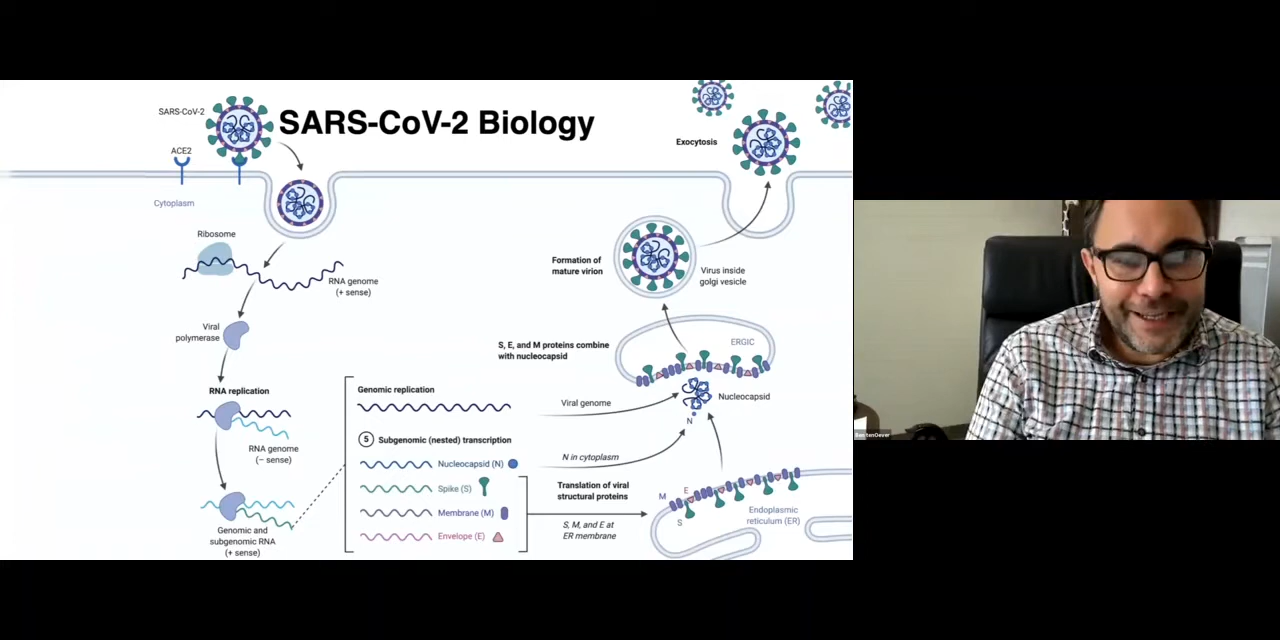 SARS-CoV-2 Biology
SARS-CoV-2
ACE2
Cytoplasm
Ribosome
RNA genome
(+ sense)
Viral
polymerase
RNA replication
RNA genome
(− sense)
Genomic and
subgenomic RNA
(+ sense)
Genomic replication
5 Subgenomic (nested) transcription
Nucleocapsid (N)
Spike (S)
Membrane (M)
Envelope (E)
Viral genome
N in cytoplasm
Translation of viral
structural proteins
S, M, and E at
ER membrane
M
E
S
Endoplasmic
reticulum (ER)
N
Nucleocapsid
ERGIC
S, E, and M proteins combine
with nucleocapsid
Formation of
mature virion
Virus inside
golgi vesicle
Exocytosis
Ben tenOever